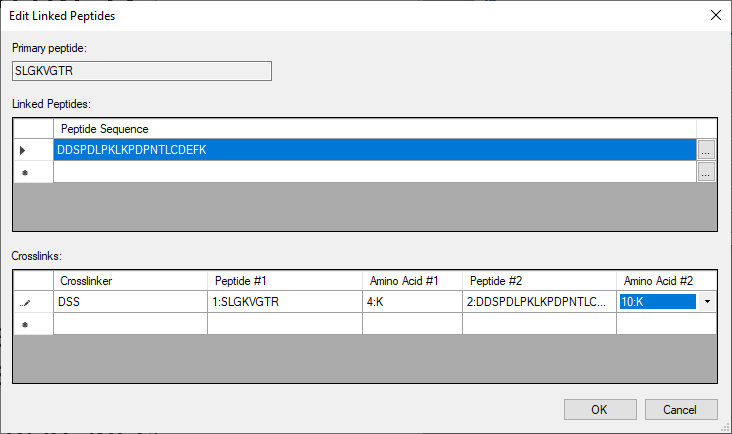 Edit Linked Peptides
Primary peptide:
SLGKVGTR
Linked Peptides:
Peptide Sequence
DDSPDLPKLKPDPNTLCDEFK
...
...
Crosslinks:
Crosslinker Peptide #1 Amino Acid #1 Peptide #2 Amino Acid #2
DSS 1:SLGKVGTR 4:K 2:DDSPDLPKLKPDPNTLC... 10:K
OK Cancel